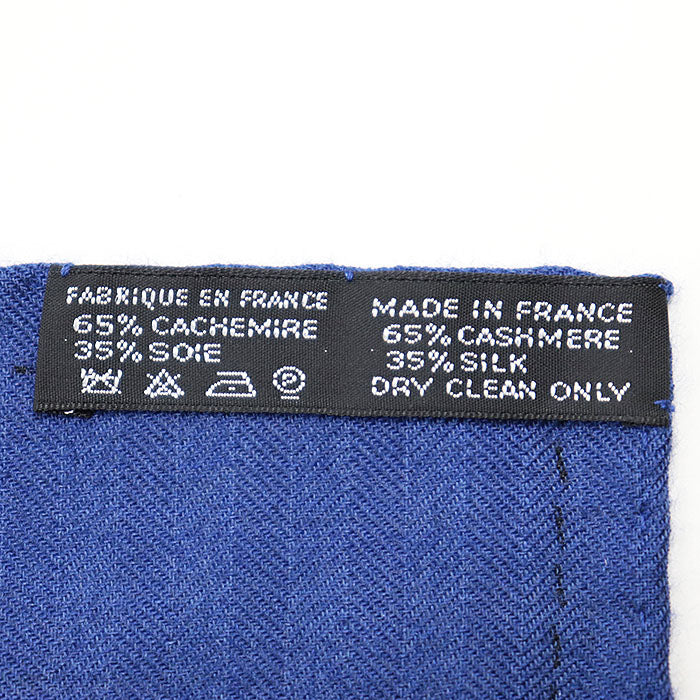 FABRIQUE EN FRANCE
65% CACHEMIRE
35% SOIE
P
MADE IN FRANCE
65% CASHMERE
35% SILK
DRY CLEAN ONLY